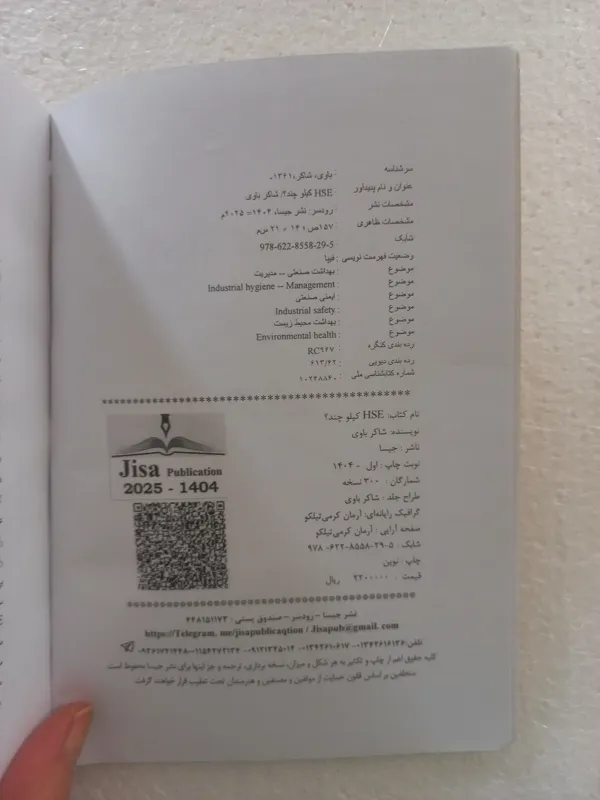 سرشناسه : باوی، شاکر، ۱۳۶۱-
عنوان و نام پدیدآور : HSE کیلو چند؟/ شاکر باوی
مشخصات نشر : رودسر: نشر جیسا، ۱۴۰۴= ۲۰۲۵م
مشخصات ظاهری : ۱۵۷ص ؛ ۱۴ × ۲۱ س‌م
شابک : 978-622-8558-29-5
وضعیت فهرست نویسی : فیپا
موضوع : بهداشت صنعتی -- مدیریت
موضوع : Industrial hygiene -- Management
موضوع : ایمنی صنعتی
موضوع : Industrial safety
موضوع : بهداشت محیط زیست
موضوع : Environmental health
رده بندی کنگره : RC۹۶۷
رده بندی دیویی : ۶۱۳/۶۲
شماره کتابشناسی ملی : ۱۰۲۴۸۸۴۰
نام کتاب: HSE کیلو چند؟
نویسنده: شاکر باوی
ناشر : جیسا
نوبت چاپ : اول - ۱۴۰۴
شمارگان : ۳۰۰ نسخه
طراح جلد : شاکر باوی
گرافیک رایانه‌ای: آرمان کرمی‌تیلکو
صفحه آرایی : آرمان کرمی‌تیلکو
شابک : ۵-۲۹-۸۵۵۸-۶۲۲- ۹۷۸
چاپ : نوین
قیمت : ۲۲۰۰۰۰۰ ریال
Jisa Publication
2025 - 1404
نشر جیسا – رودسر – صندوق پستی : ۴۴۸۱۵۱۱۷۳
https://Telegram. me/jisapublicaqtion / Jisapub@gmail. com
تلفن: ۰۱۳۴۲۶۱۶۱۳۶- ۰۱۳۴۲۶۱۰۶۱۷ -
کلیه حقوق اعم از چاپ و تکثیر به هر شکل و میزان، نسخه برداری، ترجمه و جز اینها برای نشر جیسا محفوظ است.
متخلفین بر اساس قانون حمایت از مولفین و مصنفین و هنرمندان تحت تعقیب قرار خواهند گرفت.